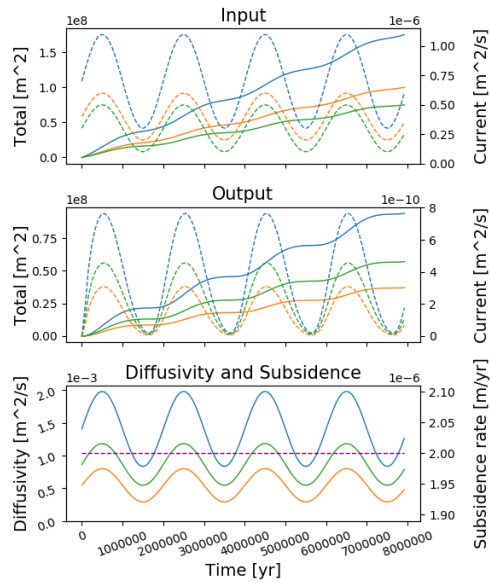 Input
1e8
1e-6
Total [m^2]
Current [m^2/s]
1.5
1.0
0.5
0.0
1.00
0.75
0.50
0.25
0.00
Output
1e8
1e-10
Total [m^2]
Current [m^2/s]
0.75
0.50
0.25
0.00
8
6
4
2
0
Diffusivity and Subsidence
1e-3
1e-6
Diffusivity [m^2/s]
Subsidence rate [m/yr]
2.0
1.5
1.0
0.5
0.0
2.10
2.05
2.00
1.95
1.90
0 1000000 2000000 3000000 4000000 5000000 6000000 7000000 8000000
Time [yr]